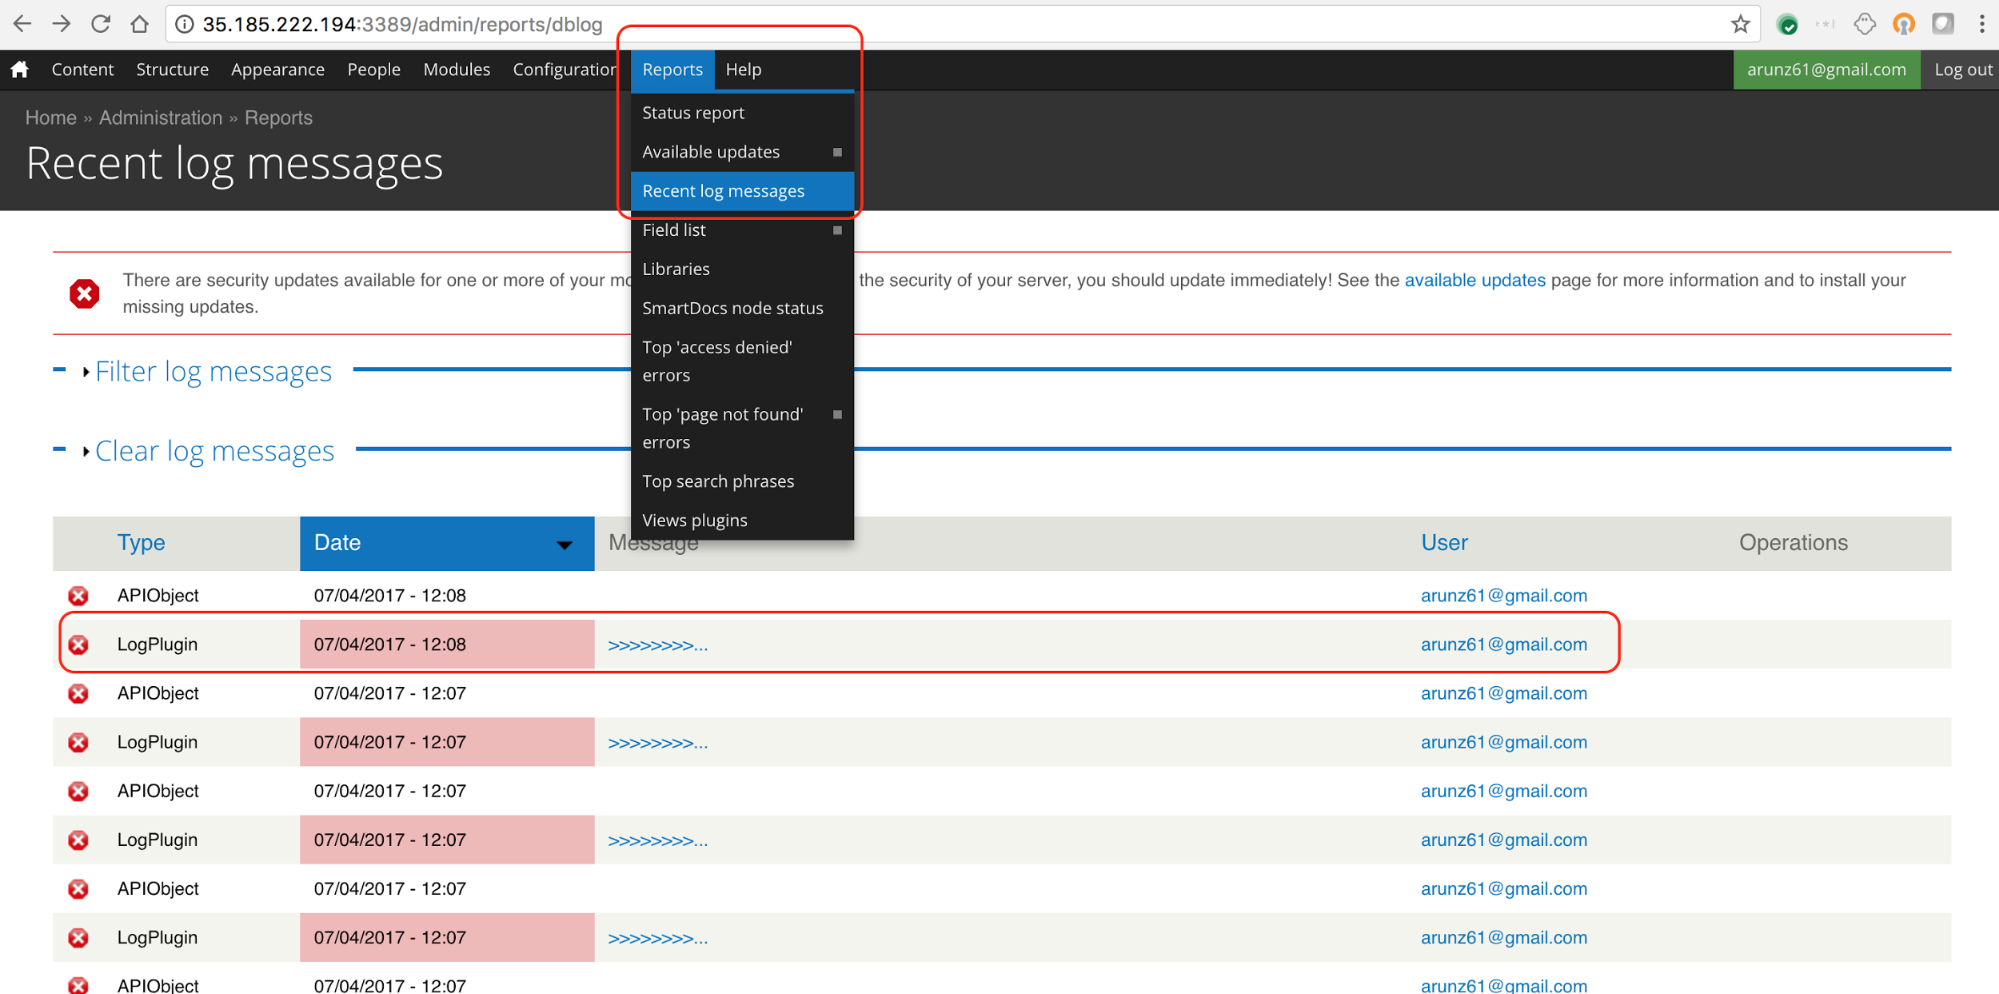 35.185.222.194:3389/admin/reports/dblog
Content Structure Appearance People Modules Configuration Reports Help arunz61@gmail.com Log out
Home » Administration » Reports
Recent log messages
Status report
Available updates
Recent log messages
Field list
Libraries
SmartDocs node status
Top 'access denied'
errors
Top 'page not found'
errors
Top search phrases
Views plugins
There are security updates available for one or more of your mo the security of your server, you should update immediately! See the available updates page for more information and to install your
missing updates.
Filter log messages
Clear log messages
Type Date Message User Operations
APIObject 07/04/2017 - 12:08 arunz61@gmail.com
LogPlugin 07/04/2017 - 12:08 >>>>>>>>... arunz61@gmail.com
APIObject 07/04/2017 - 12:07 arunz61@gmail.com
LogPlugin 07/04/2017 - 12:07 >>>>>>>>... arunz61@gmail.com
APIObject 07/04/2017 - 12:07 arunz61@gmail.com
LogPlugin 07/04/2017 - 12:07 >>>>>>>>... arunz61@gmail.com
APIObject 07/04/2017 - 12:07 arunz61@gmail.com
LogPlugin 07/04/2017 - 12:07 >>>>>>>>... arunz61@gmail.com
APIObject 07/04/2017 - 12:07 arunz61@gmail.com